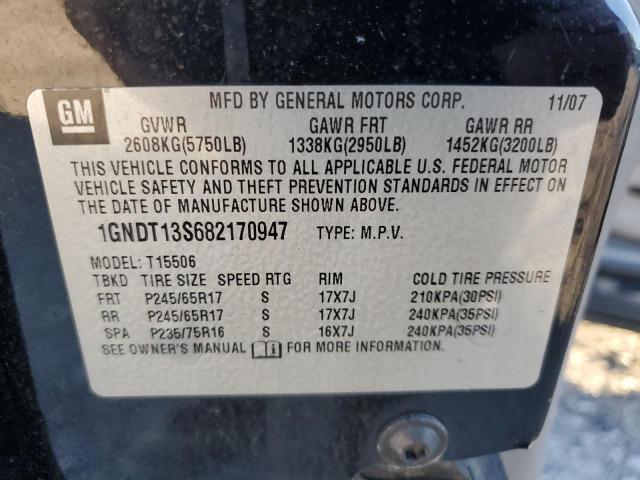 GM
MFD BY GENERAL MOTORS CORP. 11/07
GVWR GAWR FRT GAWR RR
2608KG(5750LB) 1338KG(2950LB) 1452KG(3200LB)
THIS VEHICLE CONFORMS TO ALL APPLICABLE U.S. FEDERAL MOTOR
VEHICLE SAFETY AND THEFT PREVENTION STANDARDS IN EFFECT ON
THE DATE OF MANUFACTURE SHOWN ABOVE.
1GNDT13S682170947 TYPE: M.P.V.
MODEL: T15506
TBKD TIRE SIZE SPEED RTG RIM COLD TIRE PRESSURE
FRT P245/65R17 S 17X7J 210KPA(30PSI)
RR P245/65R17 S 17X7J 240KPA(35PSI)
SPA P235/75R16 S 16X7J 240KPA(35PSI)
SEE OWNER'S MANUAL FOR MORE INFORMATION.